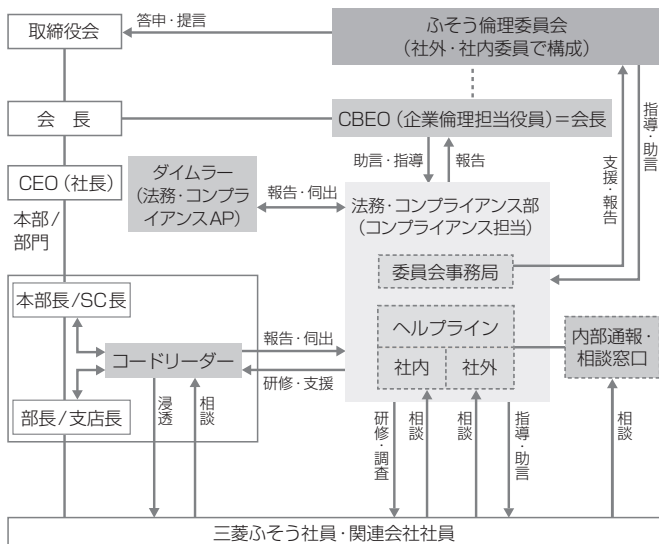 取締役会
答申・提言
ふそう倫理委員会
(社外・社内委員で構成)
会　長
CBEO(企業倫理担当役員)=会長
指導・助言
支援・報告
助言・指導
報告
CEO(社長)
ダイムラー
(法務・コンプラ
イアンスAP)
報告・伺出
法務・コンプライアンス部
(コンプライアンス担当)
本部/
部門
委員会事務局
本部長/SC長
ヘルプライン
社内
社外
内部通報・
相談窓口
コードリーダー
報告・伺出
研修・支援
部長/支店長
浸透
相談
研修・
調査
相談
相談
指導・助言
相談
三菱ふそう社員・関連会社社員